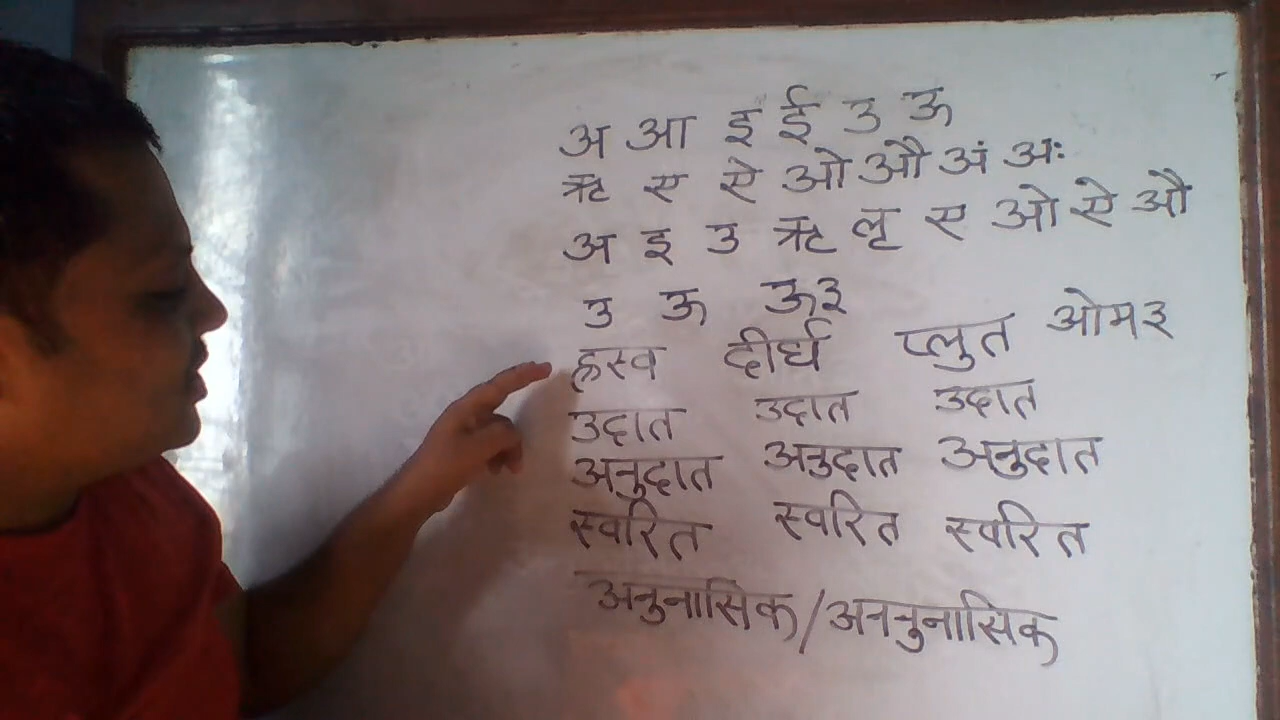 अ आ इ ई उ ऊ
ऋ ए ऐ ओ औ अं अः
अ इ उ ऋ लृ ए ओ ऐ औ
उ ऊ ऊ३
ह्रस्व दीर्घ प्लुत ओम३
उदात उदात उदात
अनुदात अनुदात अनुदात
स्वरित स्वरित स्वरित
अनुनासिक/अननुनासिक